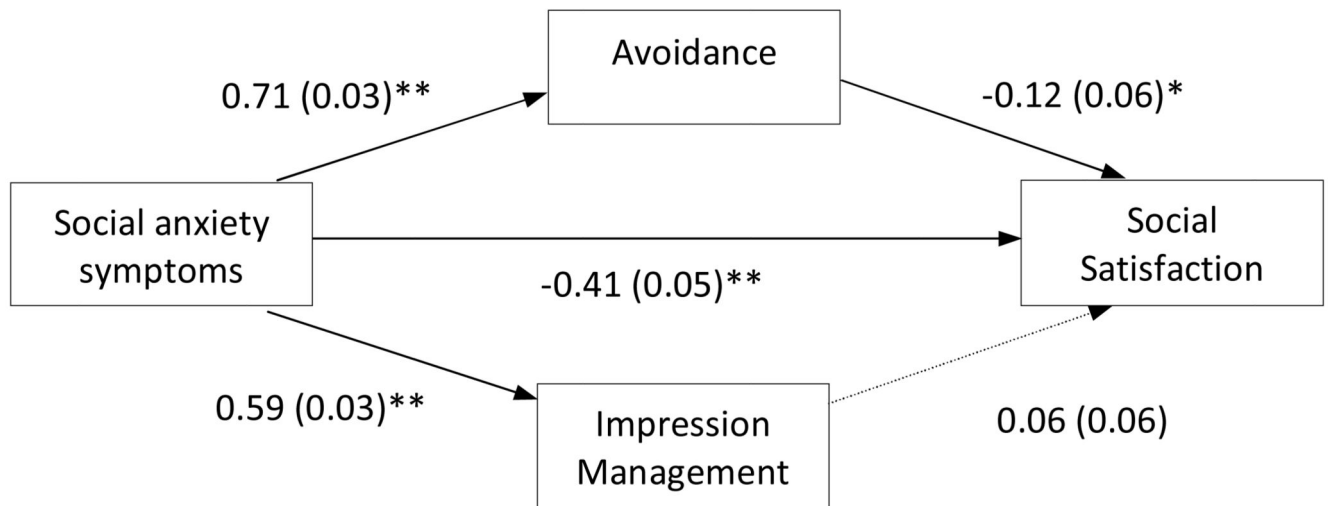 Avoidance
0.71 (0.03)**
-0.12 (0.06)*
Social anxiety
symptoms
Social
Satisfaction
-0.41 (0.05)**
0.59 (0.03)**
Impression
Management
0.06 (0.06)